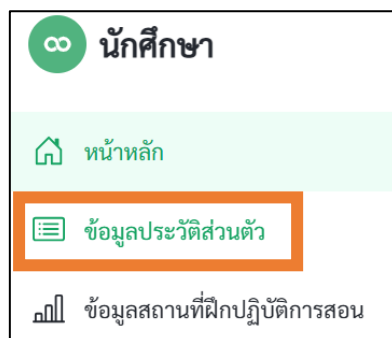 นักศึกษา
หน้าหลัก
ข้อมูลประวัติส่วนตัว
ข้อมูลสถานที่ฝึกปฏิบัติการสอน